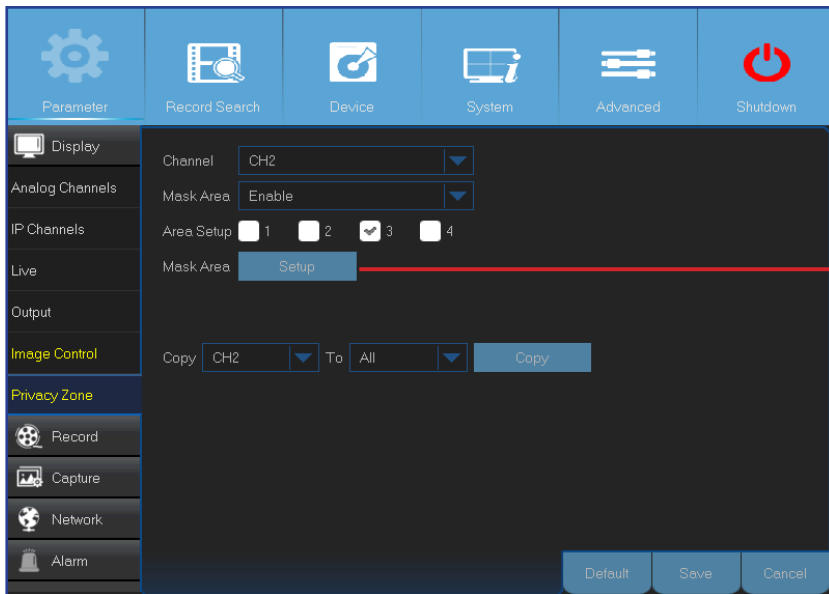 Parameter
Record Search
Device
System
Advanced
Shutdown
Display
Analog Channels
IP Channels
Live
Output
Image Control
Privacy Zone
Record
Capture
Network
Alarm
Channel CH2
Mask Area Enable
Area Setup 1 2 3 4
Mask Area Setup
Copy CH2 To All Copy
Default Save Cancel